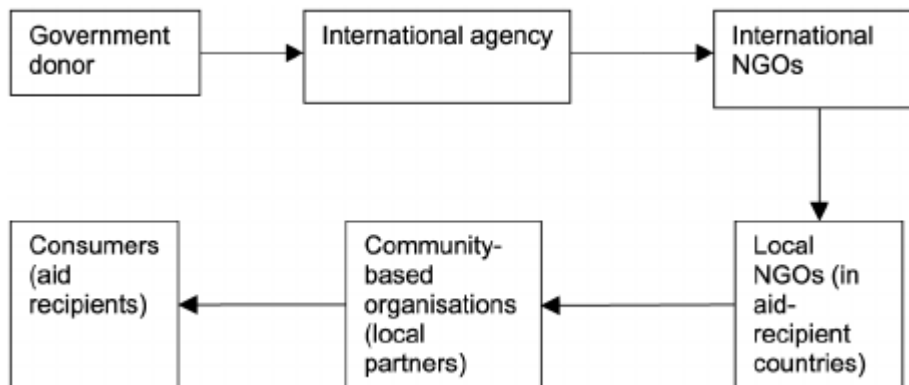 Government
donor
International agency
International
NGOs
Local
NGOs (in
aid-
recipient
countries)
Community-
based
organisations
(local
partners)
Consumers
(aid
recipients)